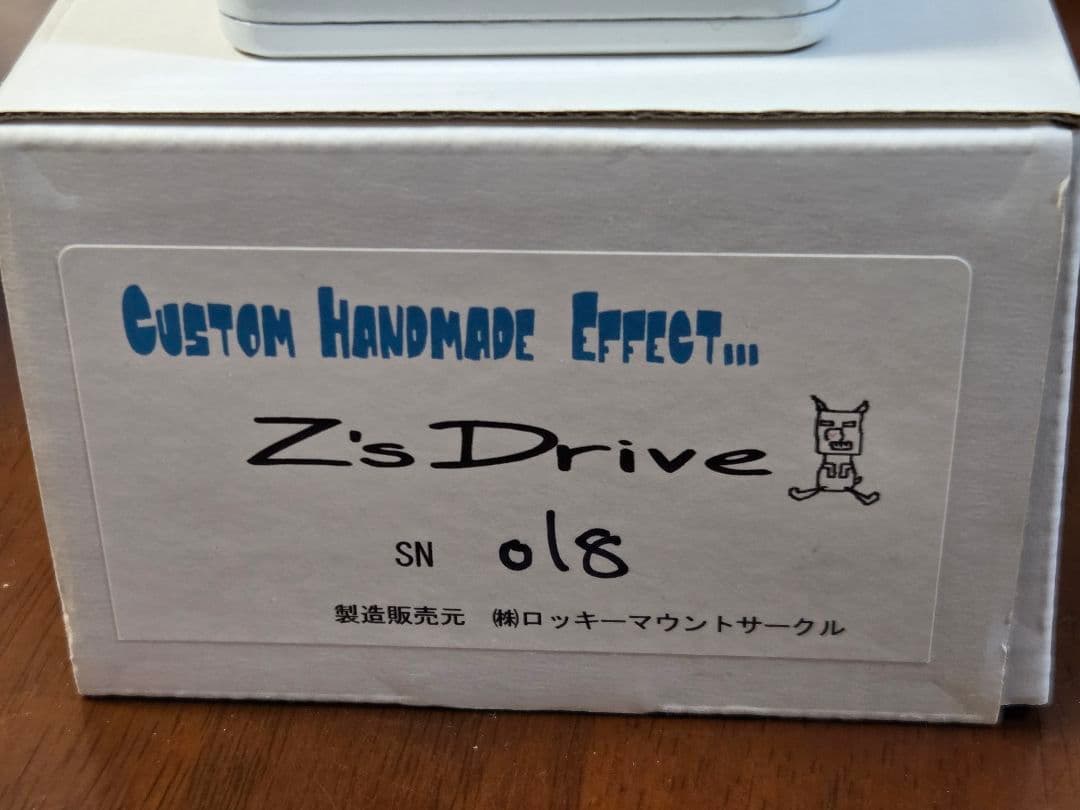 Custom Handmade Effect...
Z's Drive
SN 018
製造販売元 ㈱ロッキーマウントサークル